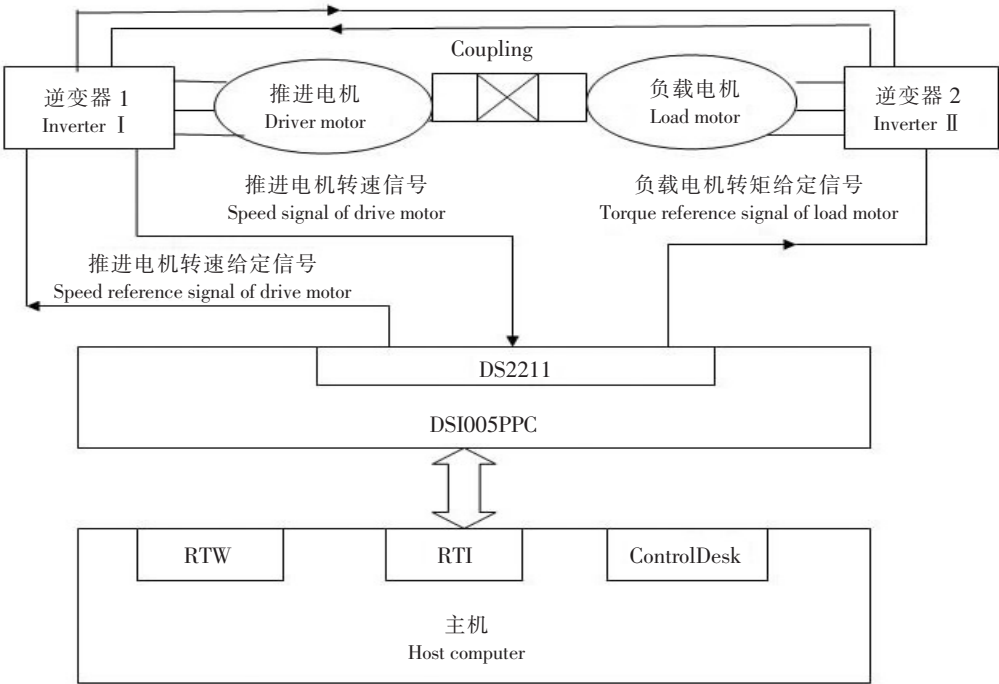 Coupling
逆变器 1
Inverter Ⅰ
推进电机
Driver motor
负载电机
Load motor
逆变器 2
Inverter Ⅱ
推进电机转速信号
Speed signal of drive motor
负载电机转矩给定信号
Torque reference signal of load motor
推进电机转速给定信号
Speed reference signal of drive motor
DS2211
DSI005PPC
RTW
RTI
ControlDesk
主机
Host computer